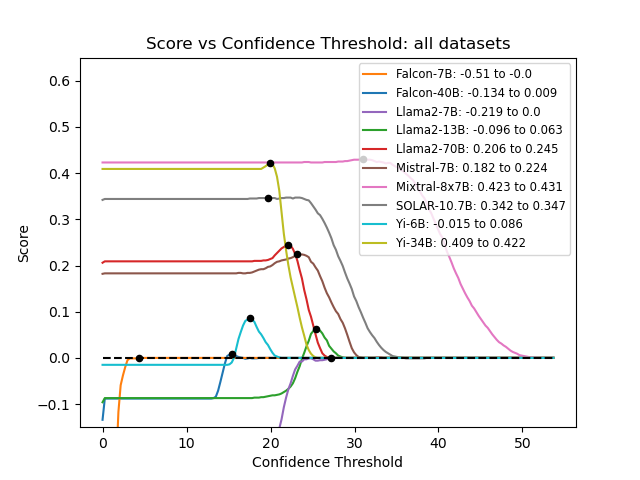 Score vs Confidence Threshold: all datasets
Falcon-7B: -0.51 to -0.0
Falcon-40B: -0.134 to 0.009
Llama2-7B: -0.219 to 0.0
Llama2-13B: -0.096 to 0.063
Llama2-70B: 0.206 to 0.245
Mistral-7B: 0.182 to 0.224
Mixtral-8x7B: 0.423 to 0.431
SOLAR-10.7B: 0.342 to 0.347
Yi-6B: -0.015 to 0.086
Yi-34B: 0.409 to 0.422
Score
0.6
0.5
0.4
0.3
0.2
0.1
0.0
−0.1
0 10 20 30 40 50
Confidence Threshold